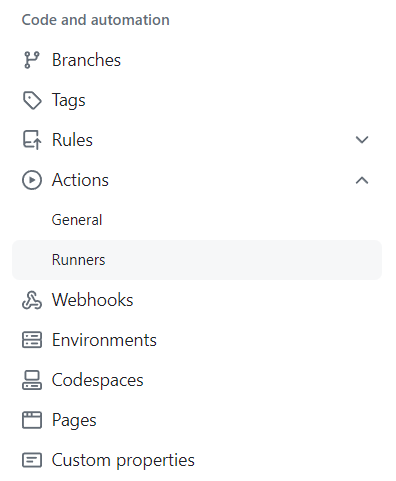 Code and automation
Branches
Tags
Rules
Actions
General
Runners
Webhooks
Environments
Codespaces
Pages
Custom properties